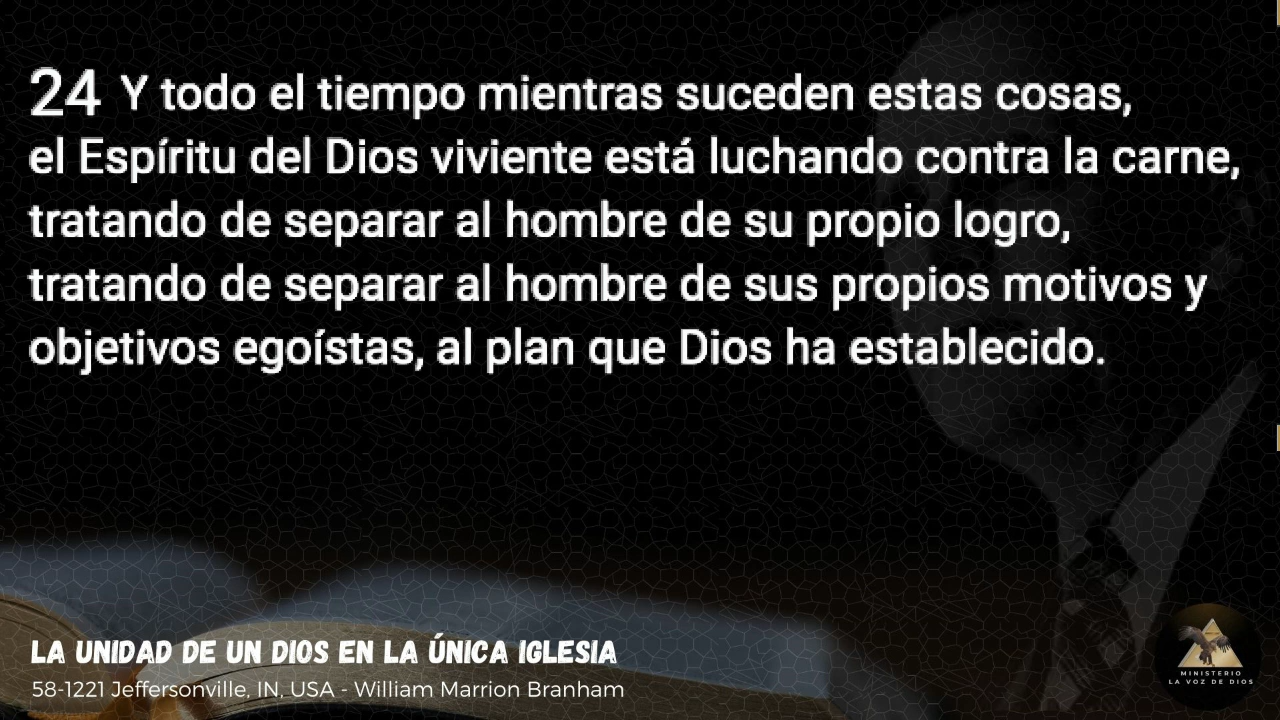 24 Y todo el tiempo mientras suceden estas cosas,
el Espíritu del Dios viviente está luchando contra la carne,
tratando de separar al hombre de su propio logro,
tratando de separar al hombre de sus propios motivos y
objetivos egoístas, al plan que Dios ha establecido.
LA UNIDAD DE UN DIOS EN LA ÚNICA IGLESIA
58-1221 Jeffersonville, IN, USA - William Marrion Branham
MINISTERIO
LA VOZ DE DIOS